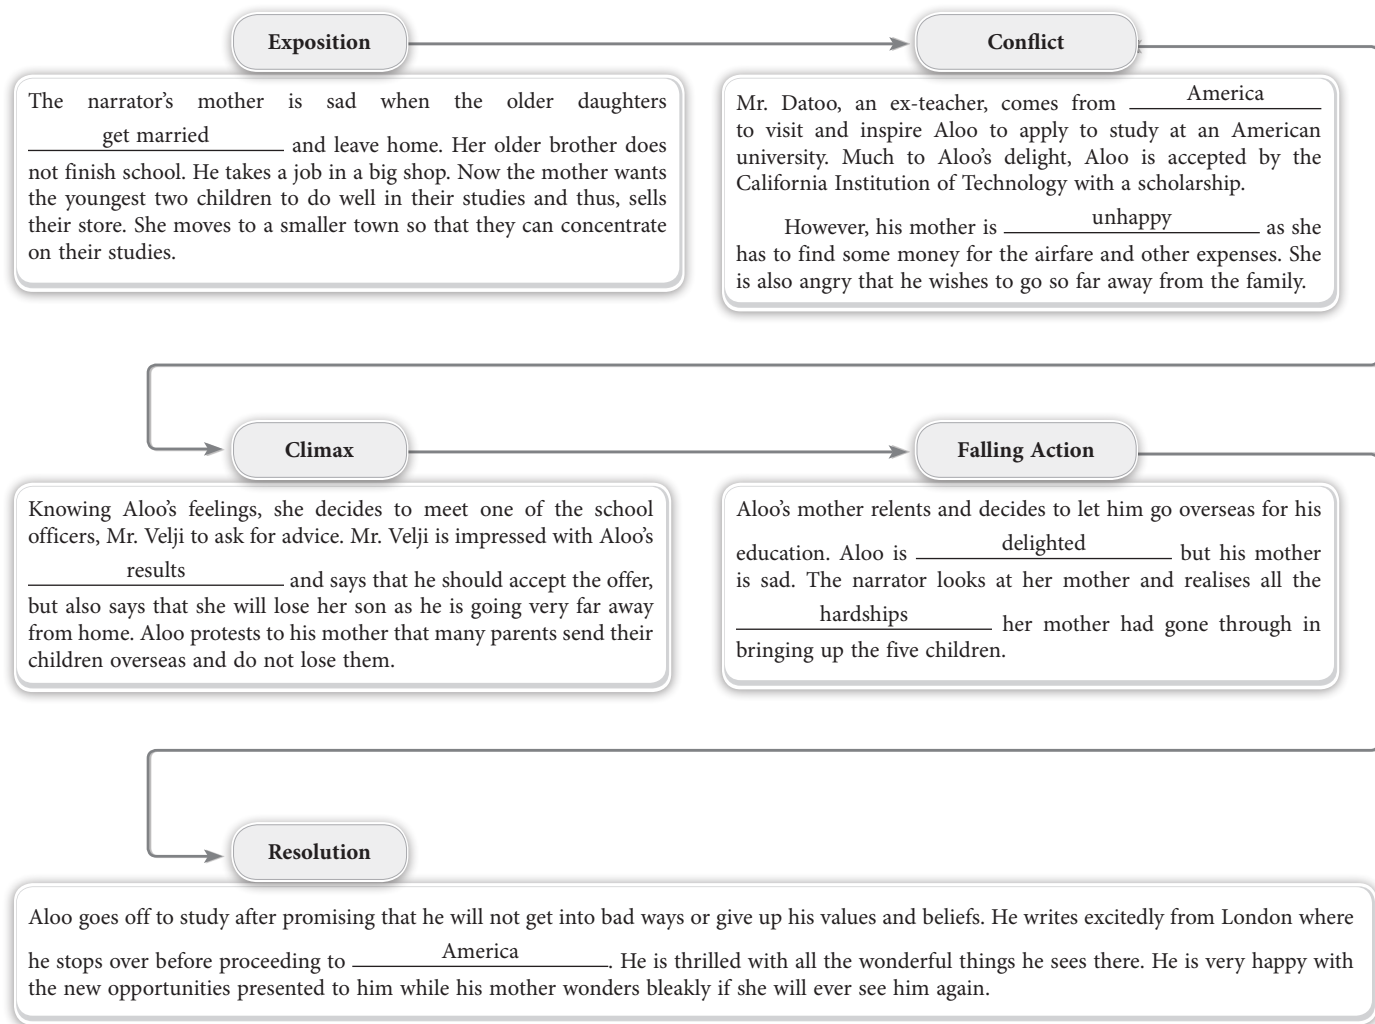 Exposition
The narrator’s mother is sad when the older daughters
get married and leave home. Her older brother does
not finish school. He takes a job in a big shop. Now the mother wants
the youngest two children to do well in their studies and thus, sells
their store. She moves to a smaller town so that they can concentrate
on their studies.
Conflict
Mr. Datoo, an ex-teacher, comes from America
to visit and inspire Aloo to apply to study at an American
university. Much to Aloo’s delight, Aloo is accepted by the
California Institution of Technology with a scholarship.
However, his mother is unhappy as she
has to find some money for the airfare and other expenses. She
is also angry that he wishes to go so far away from the family.
Climax
Knowing Aloo’s feelings, she decides to meet one of the school
officers, Mr. Velji to ask for advice. Mr. Velji is impressed with Aloo’s
results and says that he should accept the offer,
but also says that she will lose her son as he is going very far away
from home. Aloo protests to his mother that many parents send their
children overseas and do not lose them.
Falling Action
Aloo’s mother relents and decides to let him go overseas for his
education. Aloo is delighted but his mother
is sad. The narrator looks at her mother and realises all the
hardships her mother had gone through in
bringing up the five children.
Resolution
Aloo goes off to study after promising that he will not get into bad ways or give up his values and beliefs. He writes excitedly from London where
he stops over before proceeding to America. He is thrilled with all the wonderful things he sees there. He is very happy with
the new opportunities presented to him while his mother wonders bleakly if she will ever see him again.